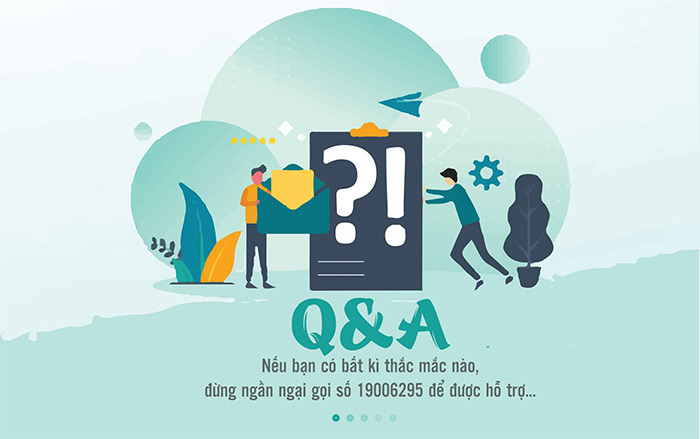 ?!
Q&A
Nếu bạn có bất kì thắc mắc nào,
đừng ngần ngại gọi số 19006295 để được hỗ trợ...